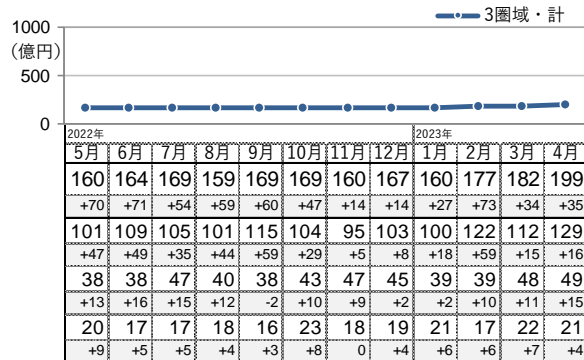 3圏域・計
1000
(億円)
500
0
2022年 2023年
5月 6月 7月 8月 9月 10月 11月 12月 1月 2月 3月 4月
160 164 169 159 169 169 160 167 160 177 182 199
+70 +71 +54 +59 +60 +47 +14 +14 +27 +73 +34 +35
101 109 105 101 115 104 95 103 100 122 112 129
+47 +49 +35 +44 +59 +29 +5 +8 +18 +59 +15 +16
38 38 47 40 38 43 47 45 39 39 48 49
+13 +16 +15 +12 -2 +10 +9 +2 +2 +10 +11 +15
20 17 17 18 16 23 18 19 21 17 22 21
+9 +5 +5 +4 +3 +8 0 +4 +6 +6 +7 +4